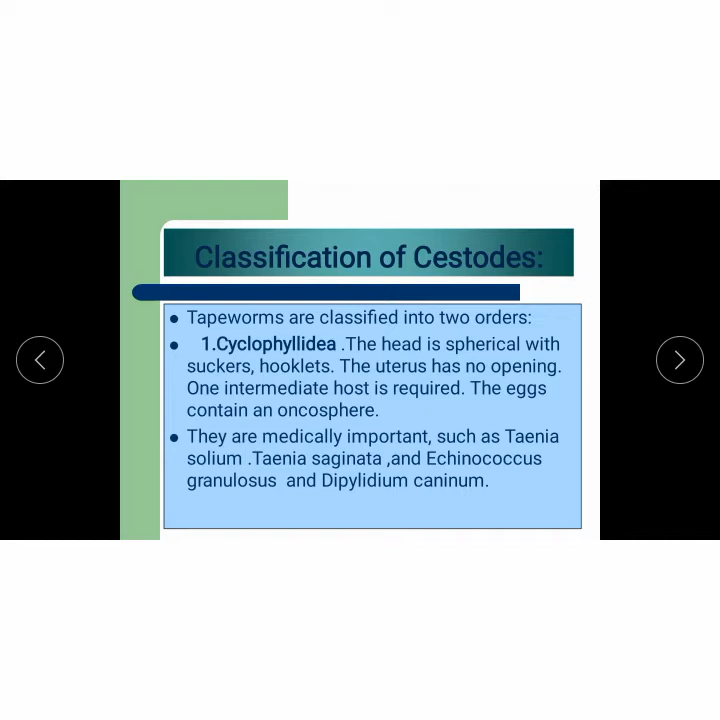 Classification of Cestodes:
Tapeworms are classified into two orders:
1.Cyclophyllidea .The head is spherical with
suckers, hooklets. The uterus has no opening.
One intermediate host is required. The eggs
contain an oncosphere.
They are medically important, such as Taenia
solium .Taenia saginata ,and Echinococcus
granulosus  and Dipylidium caninum.